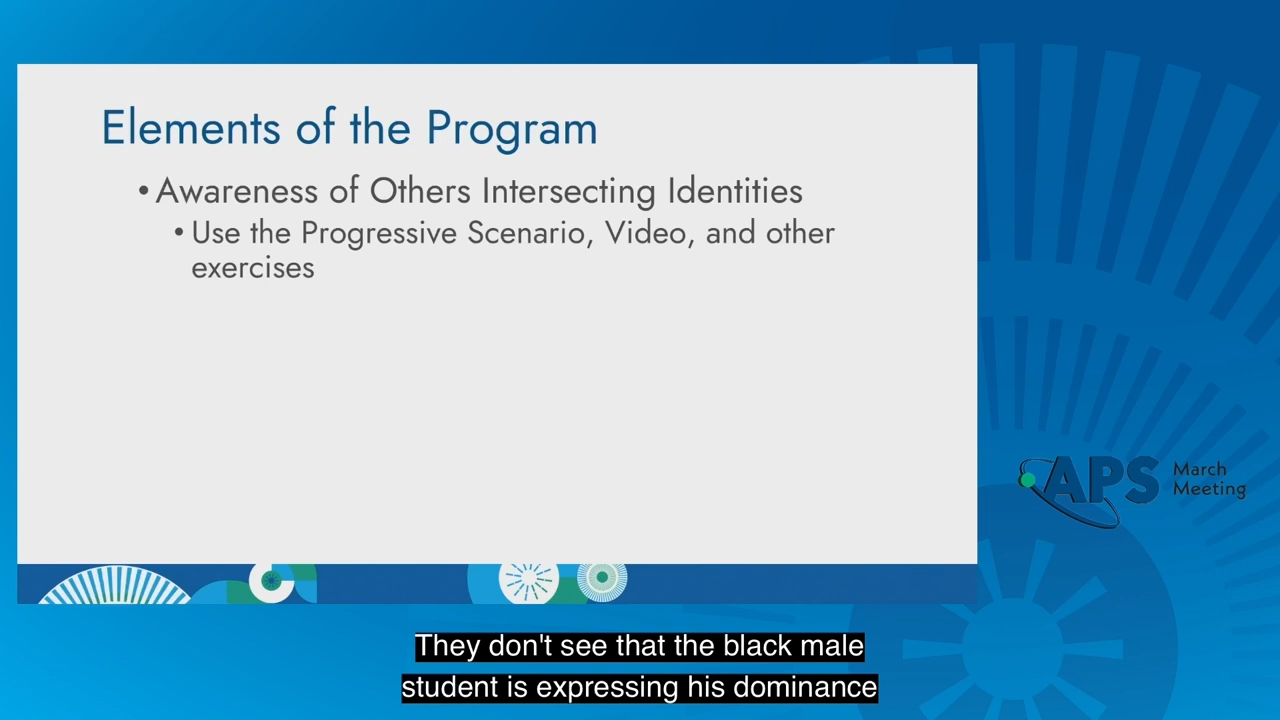 Elements of the Program
• Awareness of Others Intersecting Identities
• Use the Progressive Scenario, Video, and other
exercises
APS March
Meeting
They don't see that the black male
student is expressing his dominance